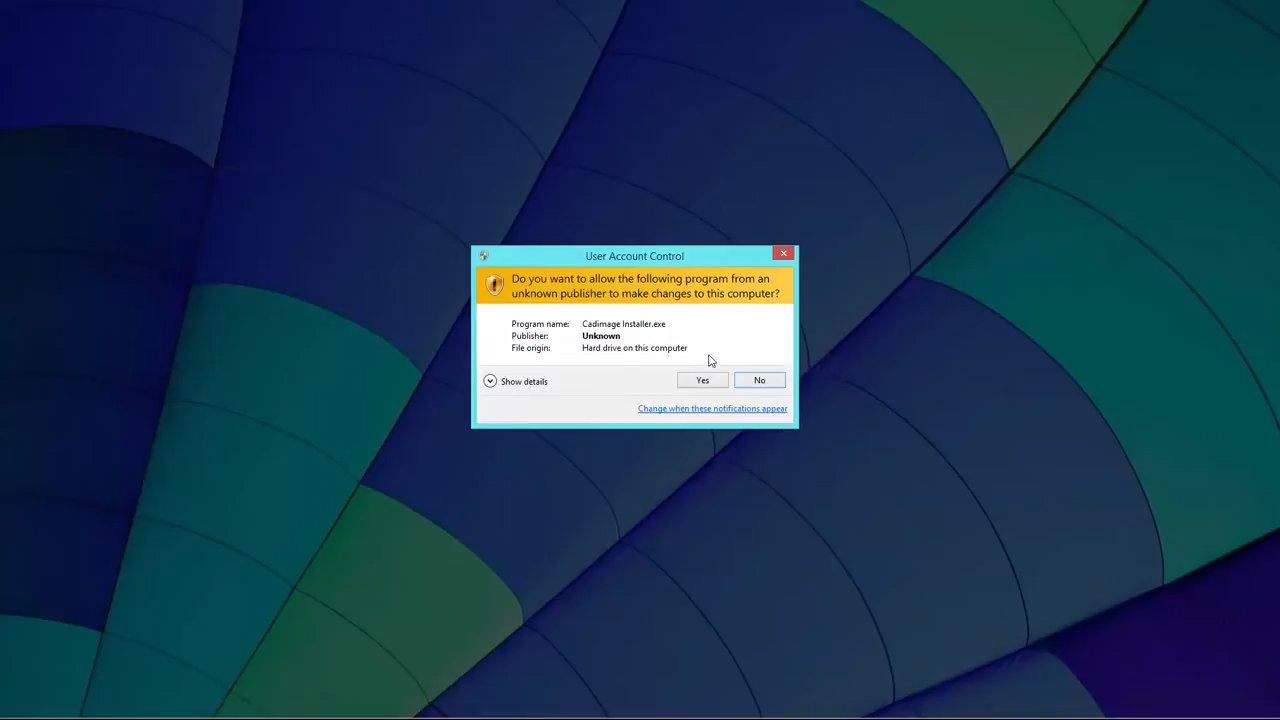 User Account Control
Do you want to allow the following program from an
unknown publisher to make changes to this computer?
Program name: Cadimage Installer.exe
Publisher: Unknown
File origin: Hard drive on this computer
Show details
Yes
No
Change when these notifications appear